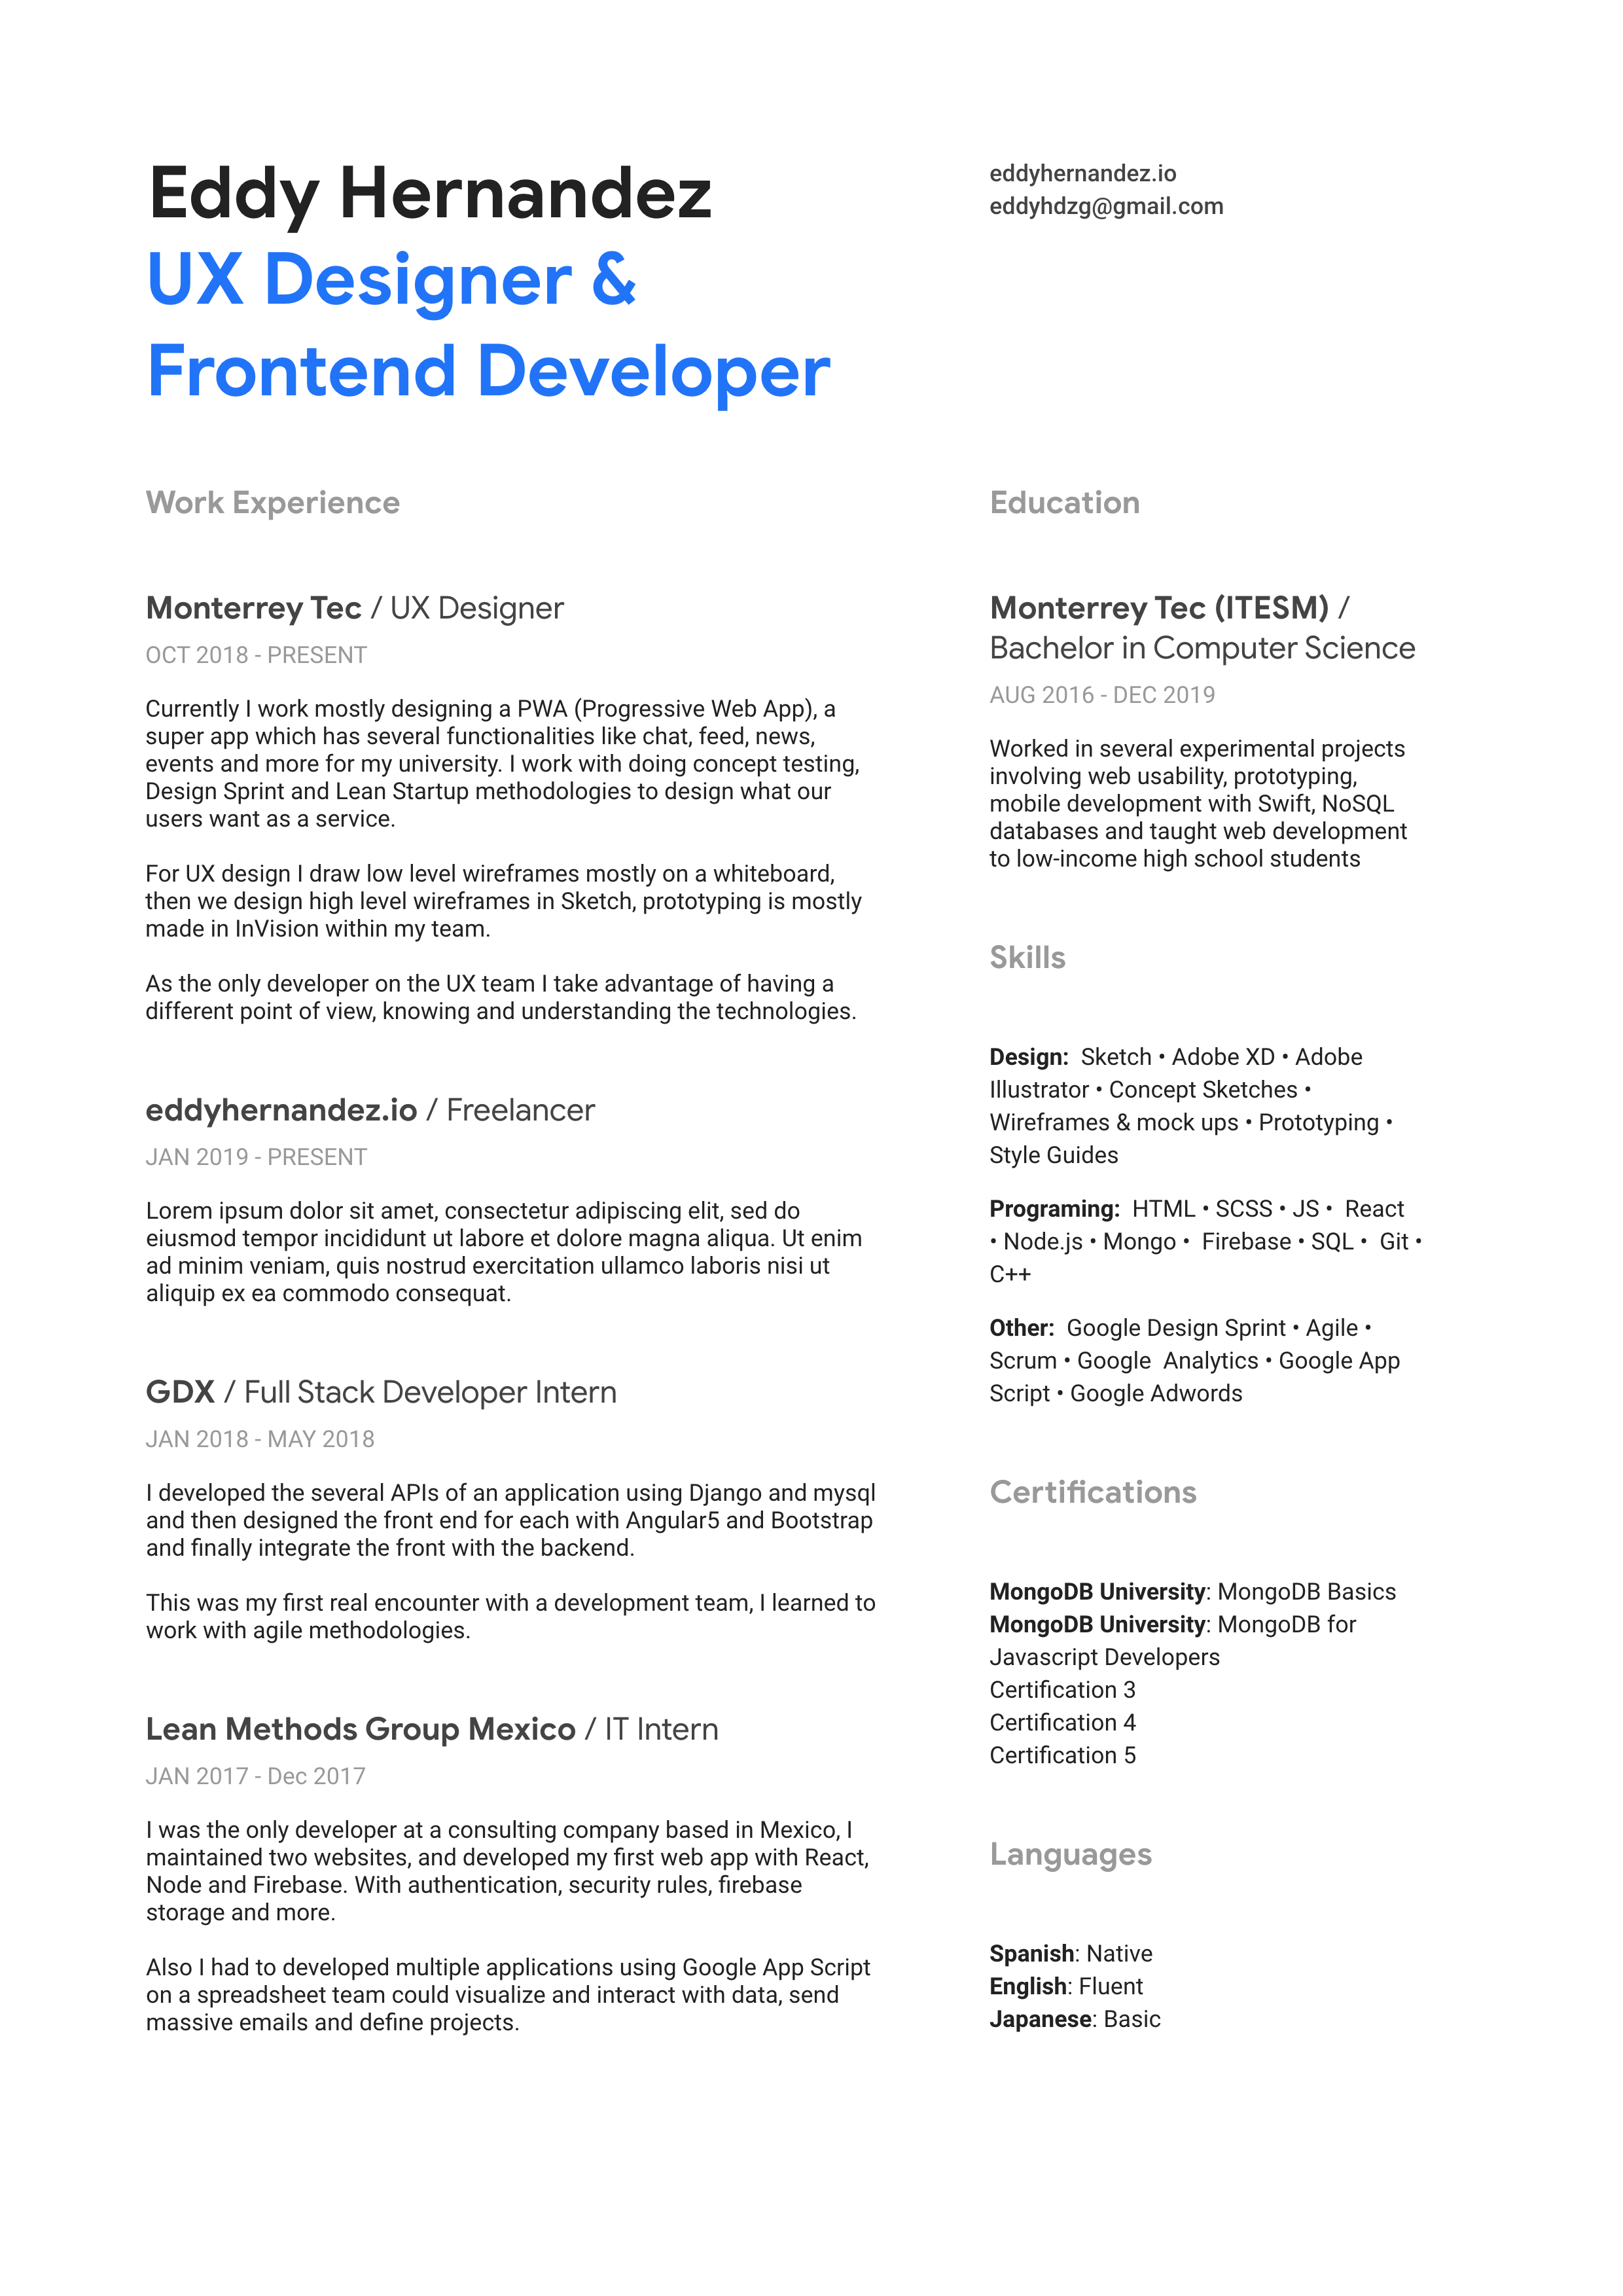 Eddy Hernandez
UX Designer &
Frontend Developer
eddyhernandez.io
eddyhdzg@gmail.com
Work Experience
Monterrey Tec / UX Designer
OCT 2018 - PRESENT
Currently I work mostly designing a PWA (Progressive Web App), a
super app which has several functionalities like chat, feed, news,
events and more for my university. I work with doing concept testing,
Design Sprint and Lean Startup methodologies to design what our
users want as a service.
For UX design I draw low level wireframes mostly on a whiteboard,
then we design high level wireframes in Sketch, prototyping is mostly
made in InVision within my team.
As the only developer on the UX team I take advantage of having a
different point of view, knowing and understanding the technologies.
eddyhernandez.io / Freelancer
JAN 2019 - PRESENT
Lorem ipsum dolor sit amet, consectetur adipiscing elit, sed do
eiusmod tempor incididunt ut labore et dolore magna aliqua. Ut enim
ad minim veniam, quis nostrud exercitation ullamco laboris nisi ut
aliquip ex ea commodo consequat.
GDX / Full Stack Developer Intern
JAN 2018 - MAY 2018
I developed the several APIs of an application using Django and mysql
and then designed the front end for each with Angular5 and Bootstrap
and finally integrate the front with the backend.
This was my first real encounter with a development team, I learned to
work with agile methodologies.
Lean Methods Group Mexico / IT Intern
JAN 2017 - Dec 2017
I was the only developer at a consulting company based in Mexico, I
maintained two websites, and developed my first web app with React,
Node and Firebase. With authentication, security rules, firebase
storage and more.
Also I had to developed multiple applications using Google App Script
on a spreadsheet team could visualize and interact with data, send
massive emails and define projects.
Education
Monterrey Tec (ITESM) /
Bachelor in Computer Science
AUG 2016 - DEC 2019
Worked in several experimental projects
involving web usability, prototyping,
mobile development with Swift, NoSQL
databases and taught web development
to low-income high school students
Skills
Design: Sketch • Adobe XD • Adobe
Illustrator • Concept Sketches •
Wireframes & mock ups • Prototyping •
Style Guides
Programing: HTML • SCSS • JS • React
• Node.js • Mongo • Firebase • SQL • Git •
C++
Other: Google Design Sprint • Agile •
Scrum • Google Analytics • Google App
Script • Google Adwords
Certifications
MongoDB University: MongoDB Basics
MongoDB University: MongoDB for
Javascript Developers
Certification 3
Certification 4
Certification 5
Languages
Spanish: Native
English: Fluent
Japanese: Basic